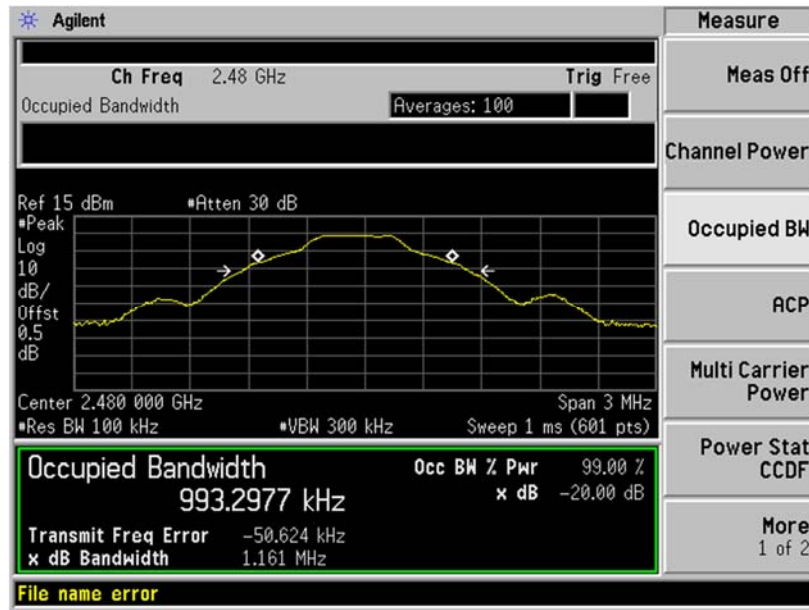 Agilent
Measure
Ch Freq 2.48 GHz Trig Free
Occupied Bandwidth Averages: 100
Meas Off
Channel Power
Occupied BW
ACP
Multi Carrier
Power
Power Stat
CCDF
More
1 of 2
Ref 15 dBm #Atten 30 dB
#Peak
Log
10
dB/
Offst
0.5
dB
Center 2.480 000 GHz Span 3 MHz
#Res BW 100 kHz #VBW 300 kHz Sweep 1 ms (601 pts)
Occupied Bandwidth
993.2977 kHz
Occ BW % Pwr 99.00 %
x dB -20.00 dB
Transmit Freq Error -50.624 kHz
x dB Bandwidth 1.161 MHz
File name error